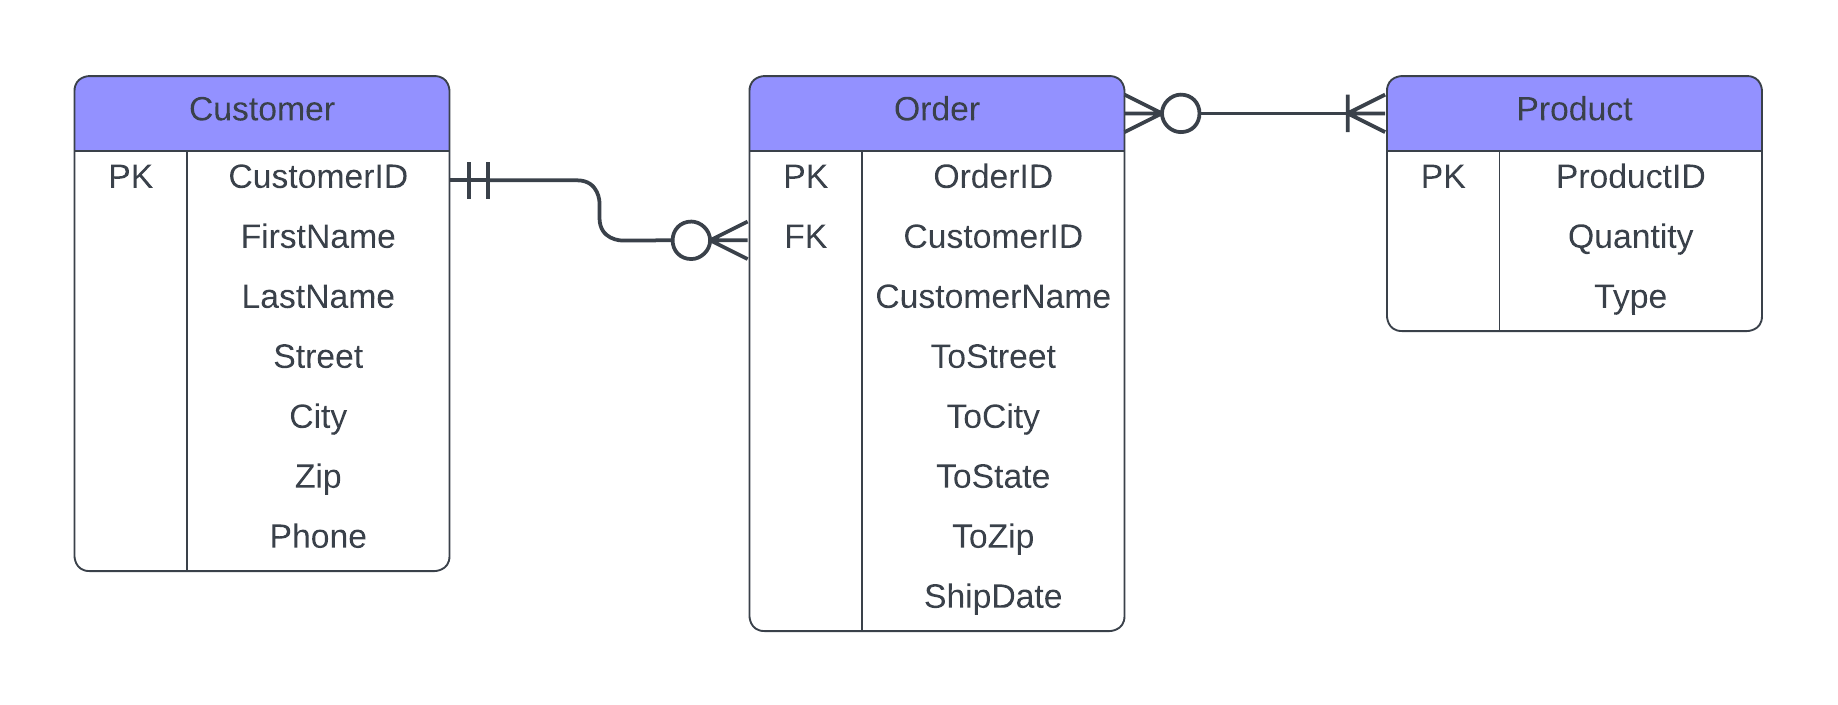 Customer
PK CustomerID
FirstName
LastName
Street
City
Zip
Phone
Order
PK OrderID
FK CustomerID
CustomerName
ToStreet
ToCity
ToState
ToZip
ShipDate
Product
PK ProductID
Quantity
Type